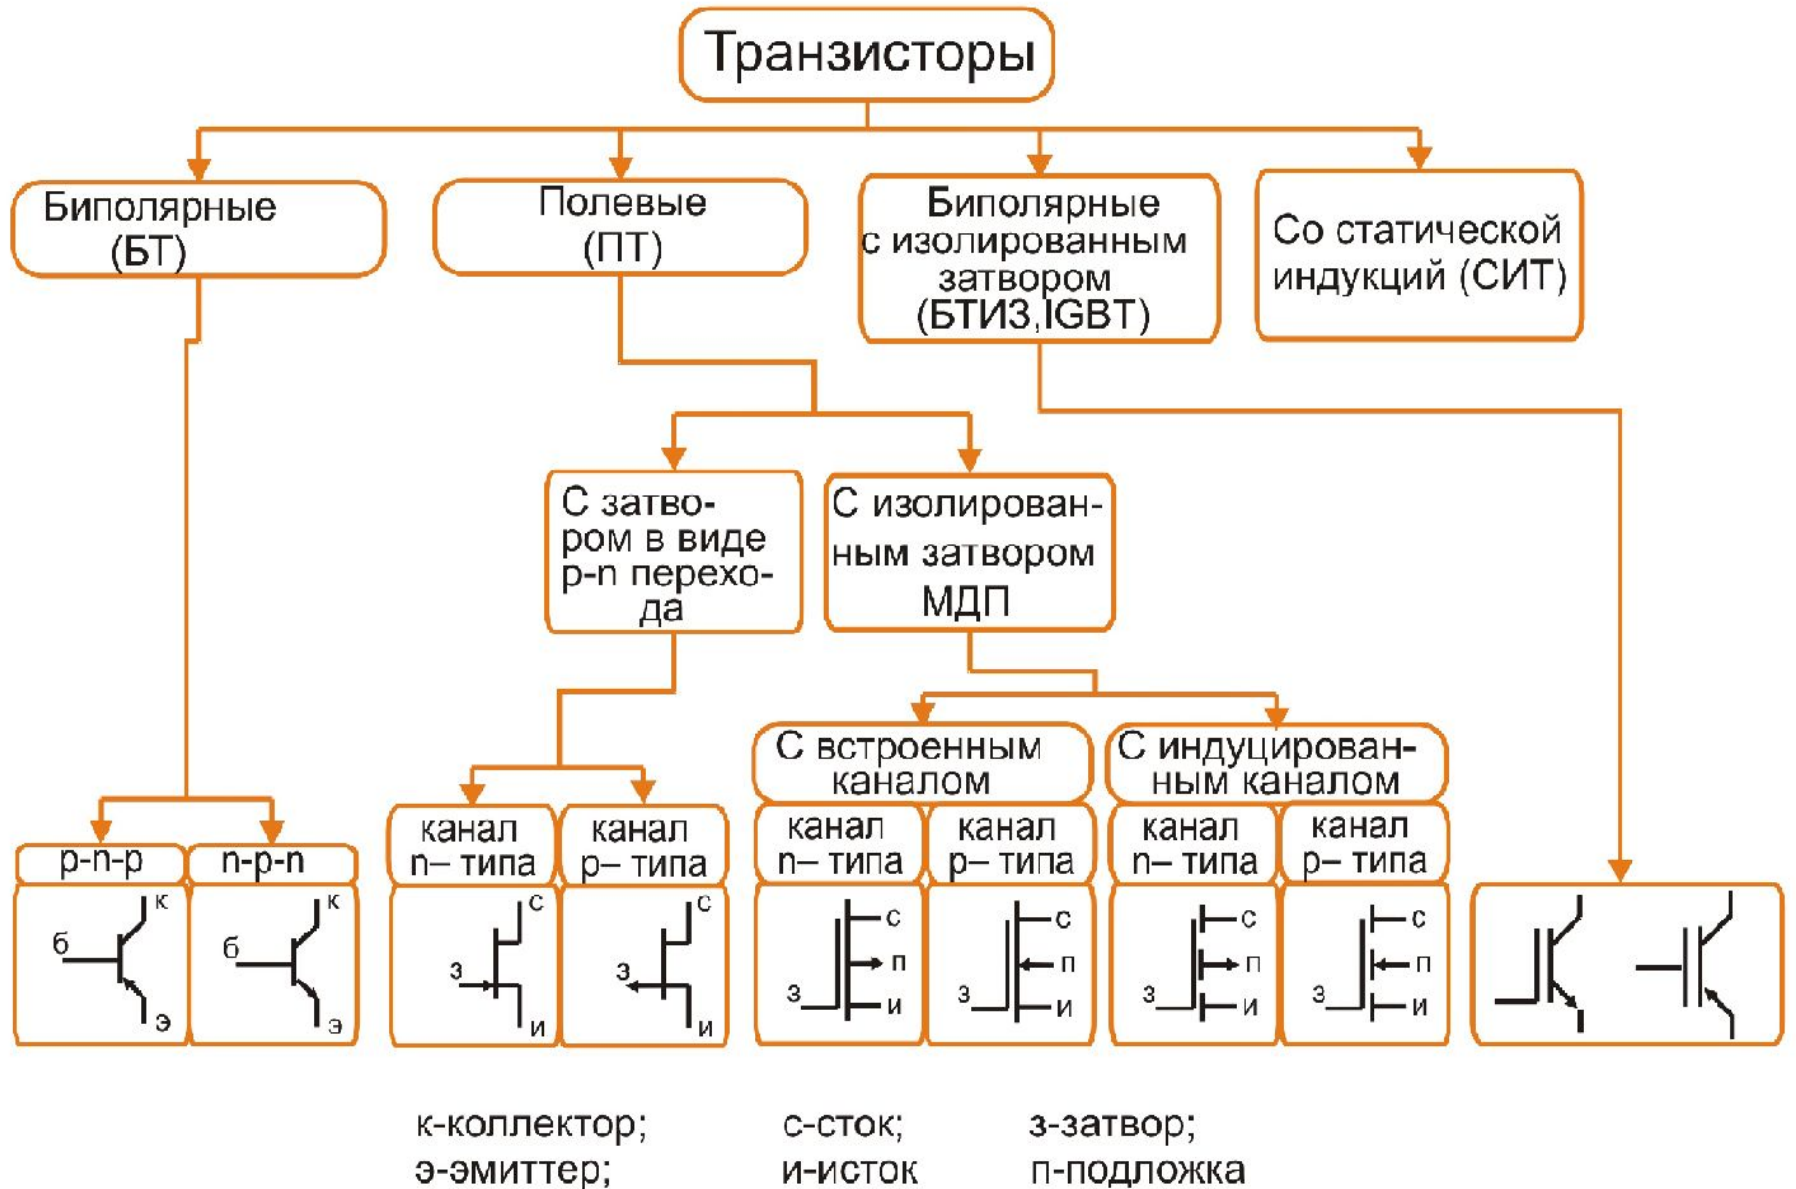 Транзисторы
Биполярные
(БТ)
Полевые
(ПТ)
Биполярные
с изолированным
затвором
(БТИЗ,IGBT)
Со статической
индукций (СИТ)
С затво-
ром в виде
p-n перехо-
да
С изолирован-
ным затвором
МДП
С встроенным
каналом
С индуцирован-
ным каналом
p-n-p
n-p-n
канал
n– типа
канал
p– типа
канал
n– типа
канал
p– типа
канал
n– типа
канал
p– типа
к
б
э
к
б
э
с
з
и
с
з
и
с
п
з
и
с
п
з
и
с
п
з
и
с
п
з
и
к-коллектор;
с-сток;
з-затвор;
э-эмиттер;
и-исток
п-подложка